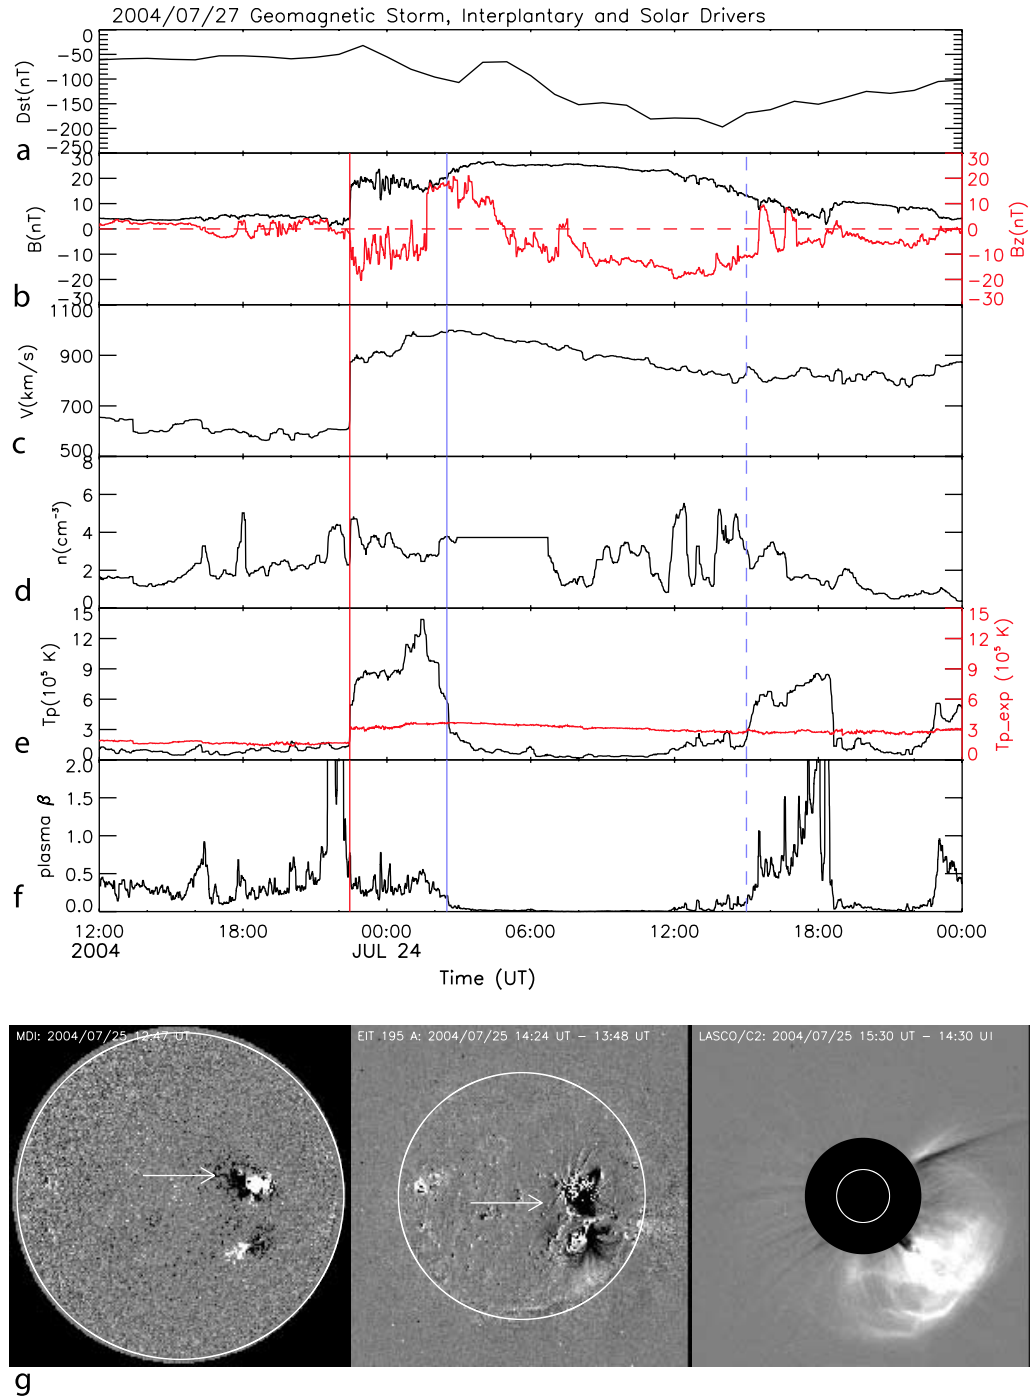 2004/07/27 Geomagnetic Storm, Interplantary and Solar Drivers
0
−50
−100
−150
−200
−250
Dst(nT)
a
30
20
10
0
−10
−20
−30
B(nT)
30
20
10
0
−10
−20
−30
Bz(nT)
b
1100
900
700
500
V(km/s)
c
8
6
4
2
0
n(cm⁻³)
d
15
12
9
6
3
0
Tp(10⁵ K)
15
12
9
6
3
0
Tp_exp (10⁵ K)
e
2.0
1.5
1.0
0.5
0.0
plasma β
f
12:00 18:00 00:00 06:00 12:00 18:00 00:00
2004 JUL 24
Time (UT)
MDI: 2004/07/25 12:47 UT
EIT 195 A: 2004/07/25 14:24 UT − 13:48 UT
LASCO/C2: 2004/07/25 15:30 UT − 14:30 UT
g